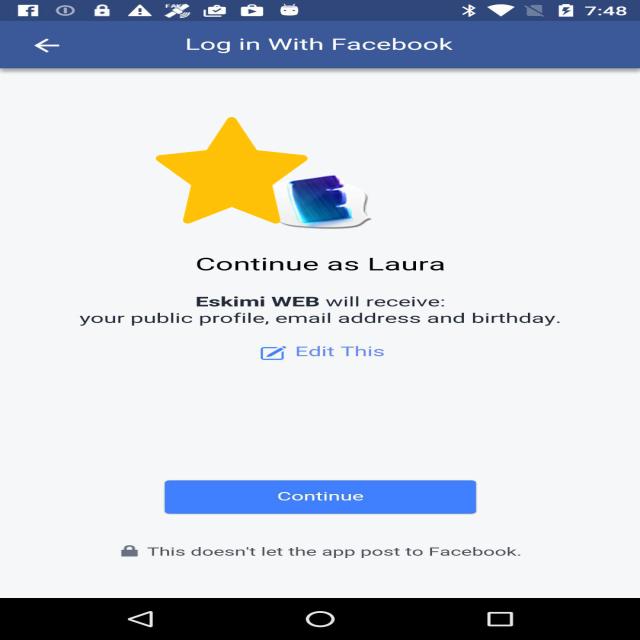 7:48
Log in With Facebook
Continue as Laura
Eskimi WEB will receive:
your public profile, email address and birthday.
Edit This
Continue
This doesn't let the app post to Facebook.